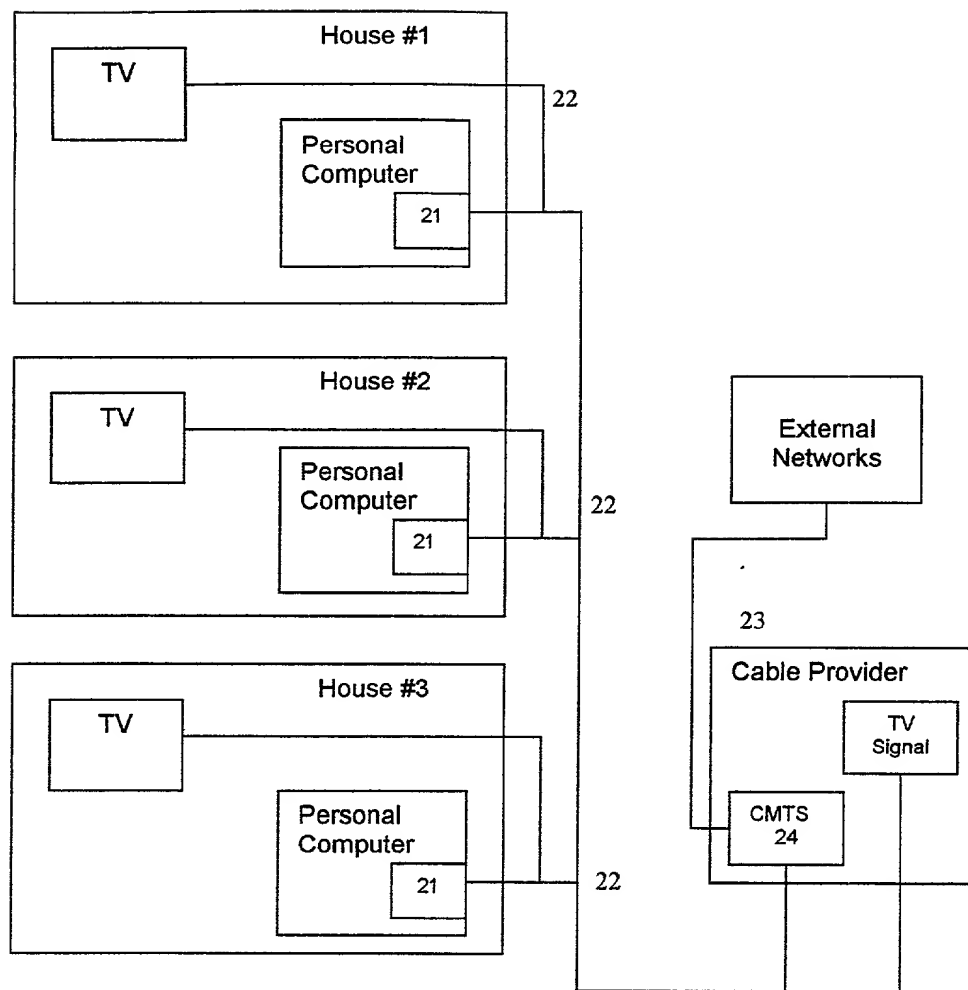 House #1
TV
22
Personal
Computer
21
House #2
TV
Personal
Computer
22
21
External
Networks
23
House #3
Cable Provider
TV
TV
Signal
Personal
Computer
CMTS
24
21
22